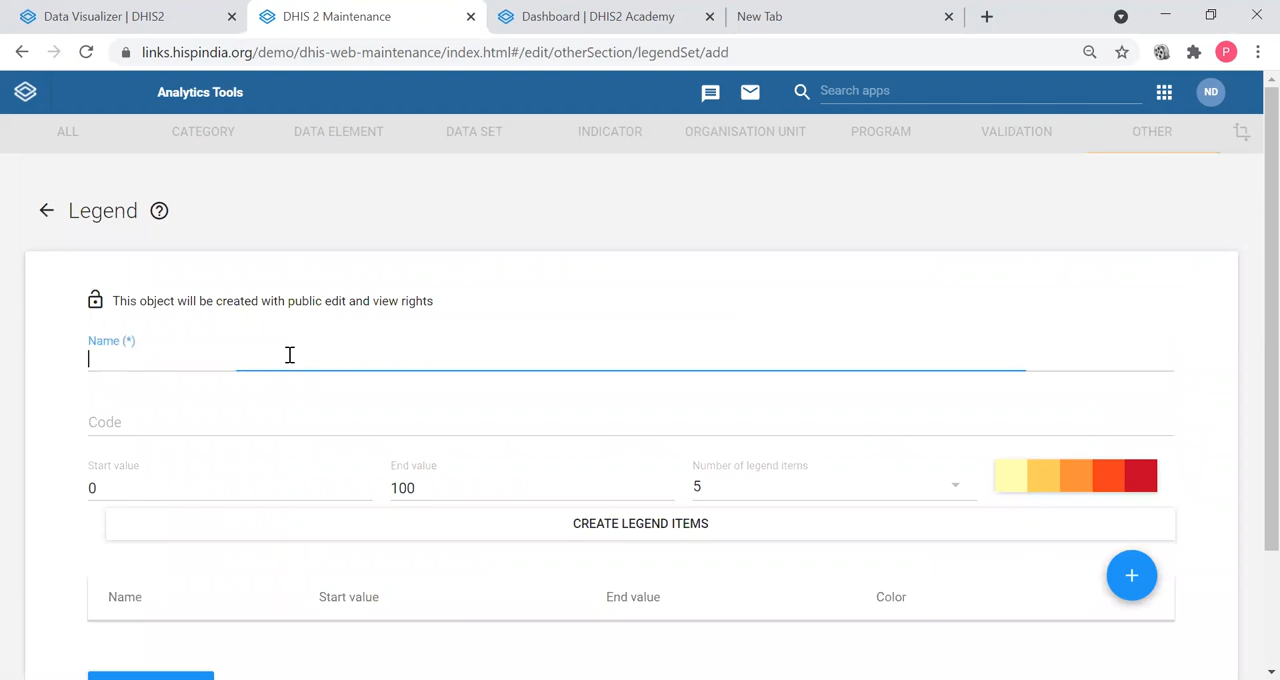 Data Visualizer | DHIS2
DHIS 2 Maintenance
Dashboard | DHIS2 Academy
New Tab
links.hispindia.org/demo/dhis-web-maintenance/index.html#/edit/otherSection/legendSet/add
P
Analytics Tools
Search apps
ND
ALL CATEGORY DATA ELEMENT DATA SET INDICATOR ORGANISATION UNIT PROGRAM VALIDATION OTHER
Legend
This object will be created with public edit and view rights
Name (*)
Code
Start value End value Number of legend items
0 100 5
CREATE LEGEND ITEMS
+
Name Start value End value Color